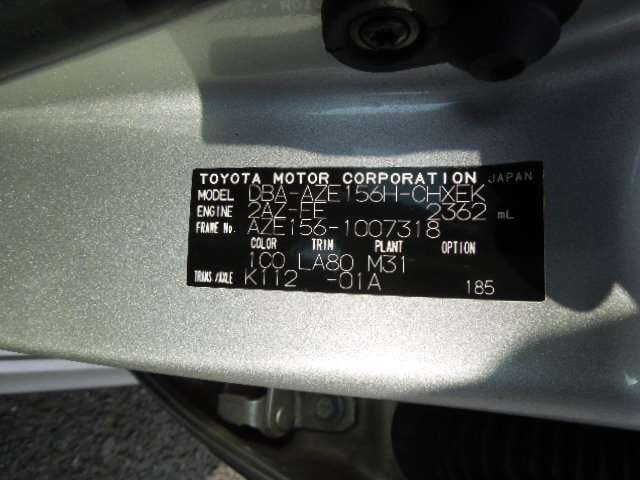 TOYOTA MOTOR CORPORATION JAPAN
MODEL DBA-AZE156H-CHXEK
ENGINE 2AZ-FE 2362 mL
FRAME No. AZE156-1007318
COLOR TRIM PLANT OPTION
1C0 LA80 M31
TRANS/AXLE K112 -01A 185